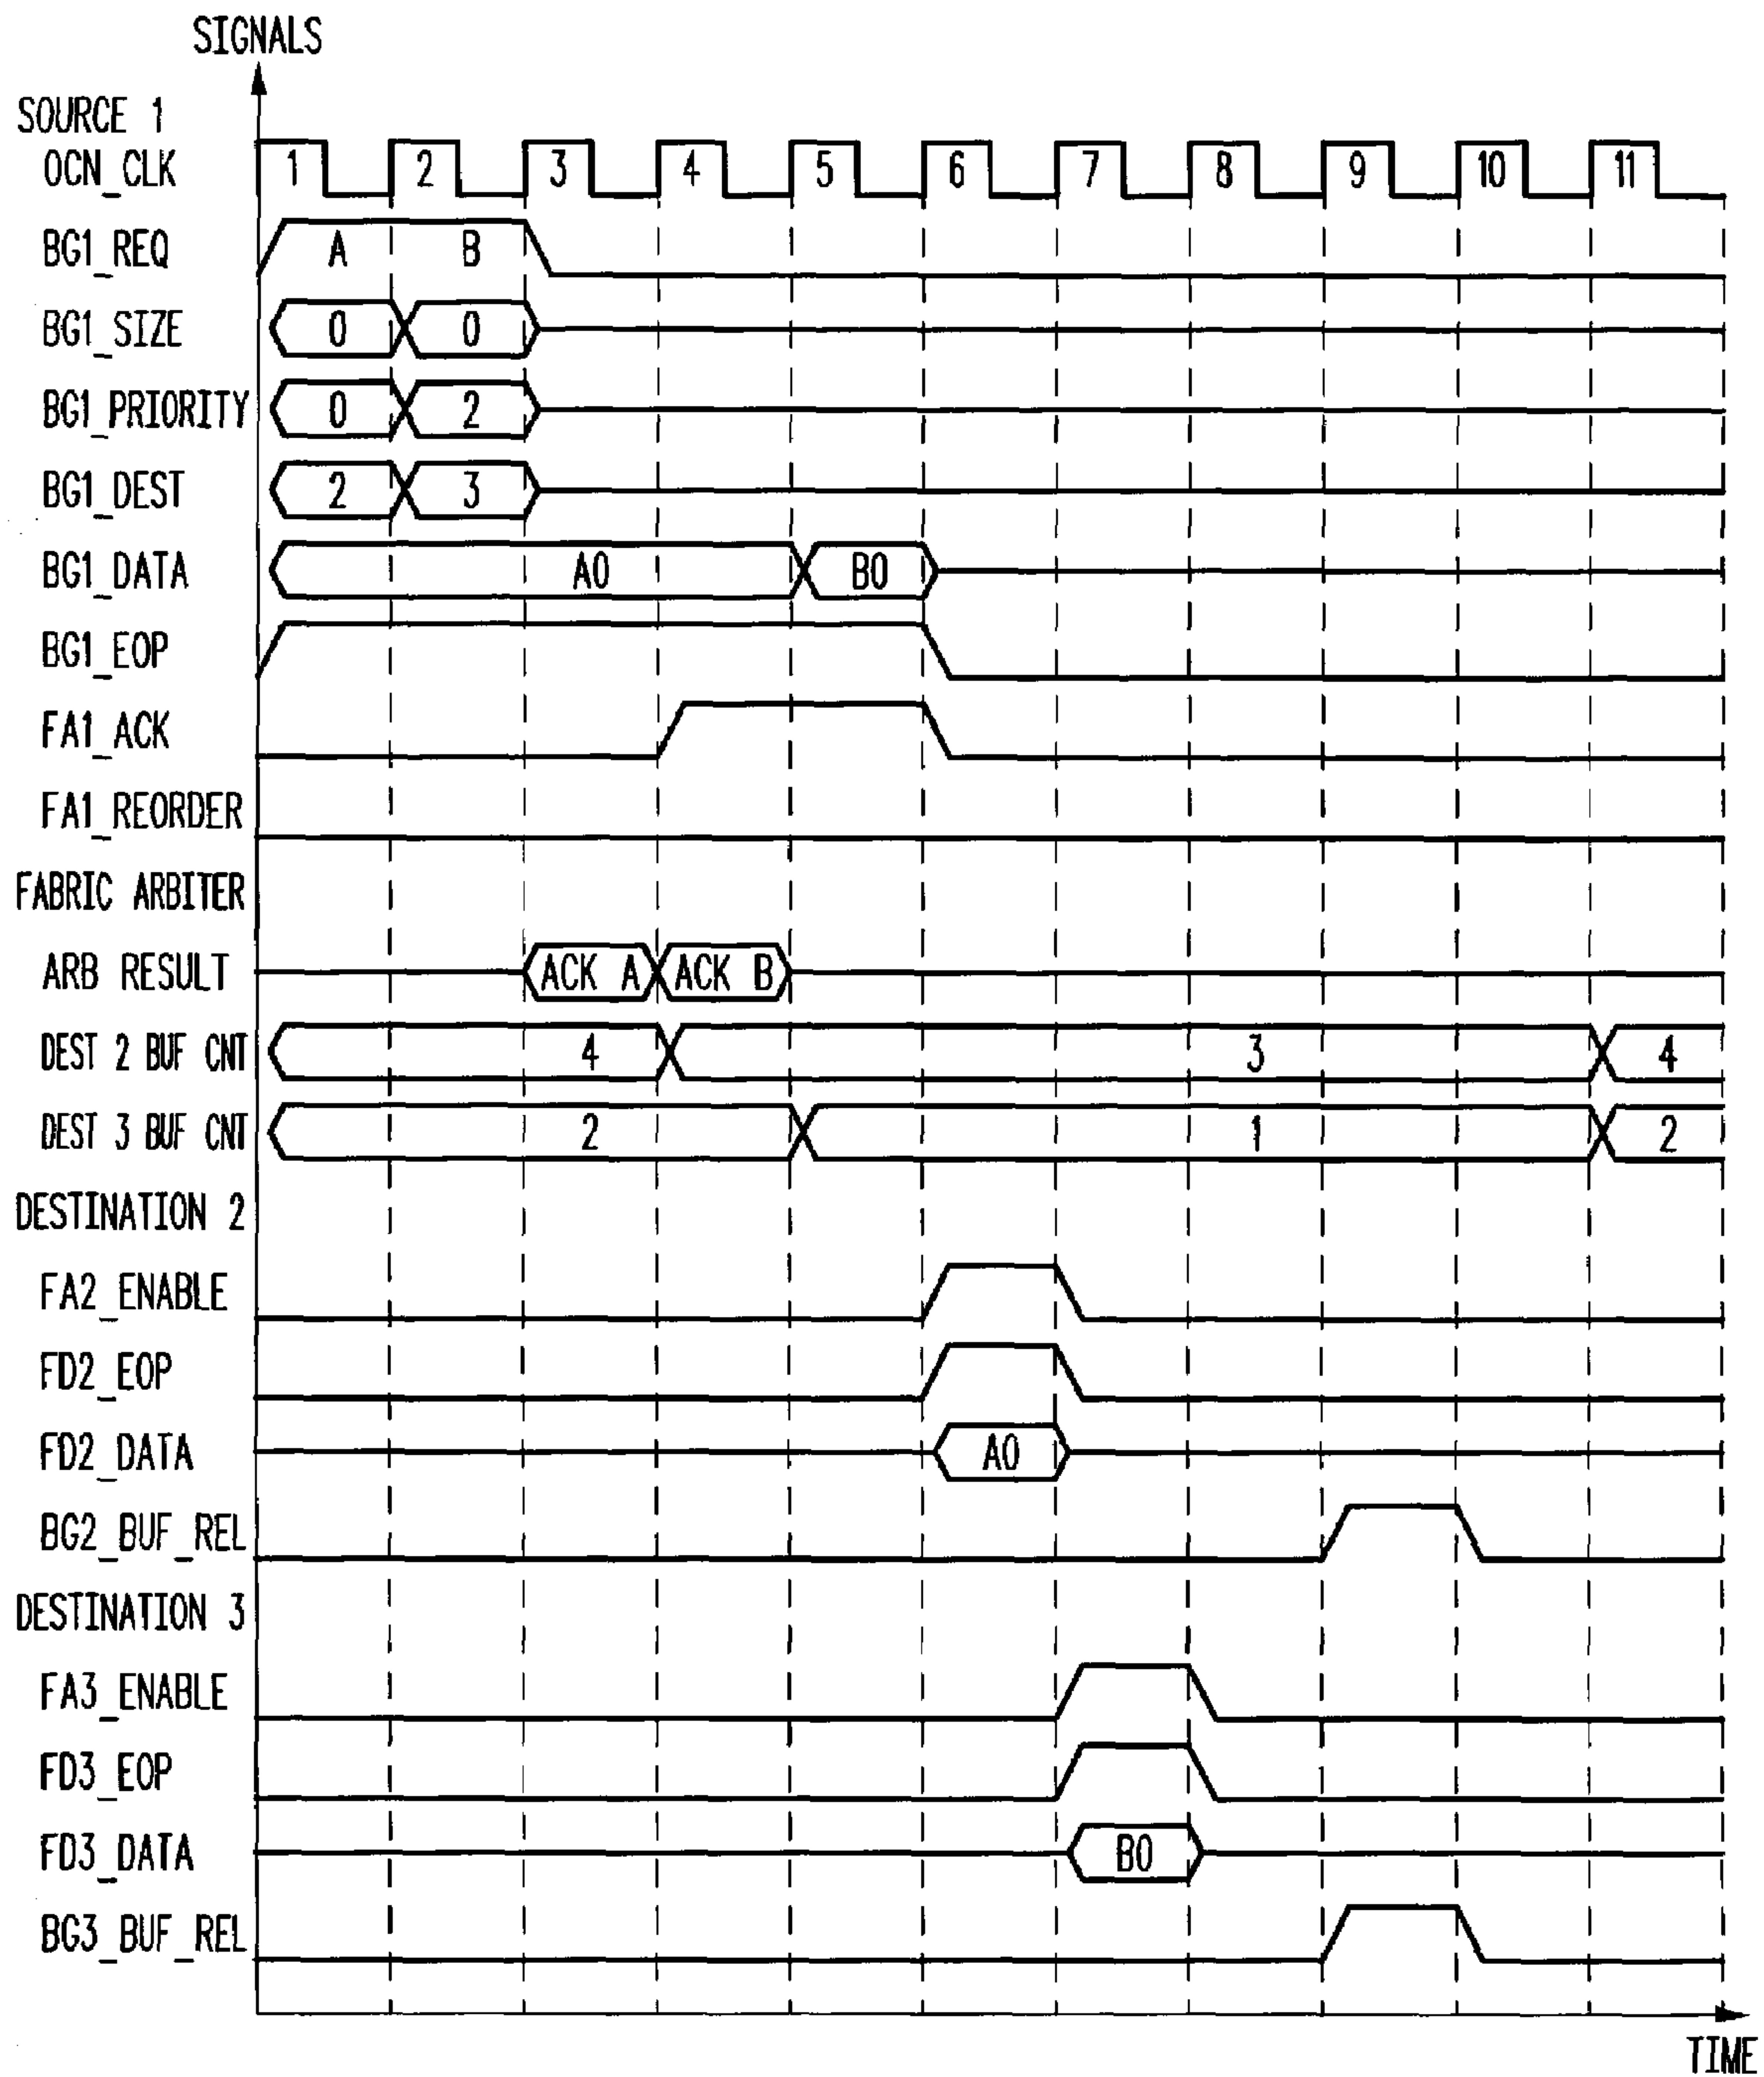 SIGNALS
SOURCE 1
OCN_CLK 1 2 3 4 5 6 7 8 9 10 11
BG1_REQ A B
BG1_SIZE 0 0
BG1_PRIORITY 0 2
BG1_DEST 2 3
BG1_DATA A0 B0
BG1_EOP
FA1_ACK
FA1_REORDER
FABRIC ARBITER
ARB RESULT ACK A ACK B
DEST 2 BUF CNT 4 3 4
DEST 3 BUF CNT 2 1 2
DESTINATION 2
FA2_ENABLE
FD2_EOP
FD2_DATA A0
BG2_BUF_REL
DESTINATION 3
FA3_ENABLE
FD3_EOP
FD3_DATA B0
BG3_BUF_REL
TIME